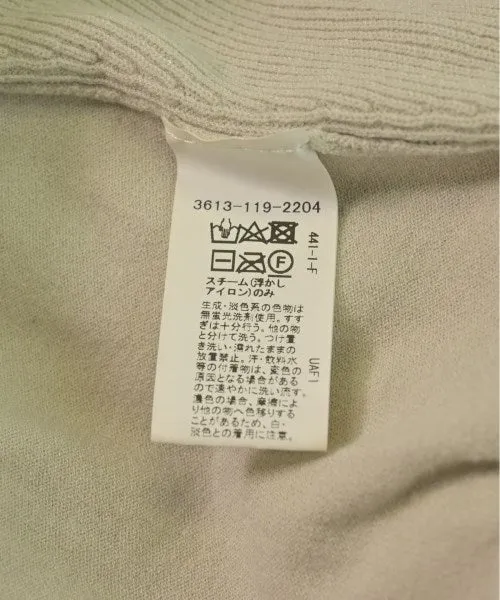 3613-119-2204
F
スチーム(浮かし
アイロン)のみ
生成・淡色系の色物は
無蛍光洗剤使用。すす
ぎは十分行う。他の物
と分けて洗う。つけ置
き洗い・濡れたままの
放置禁止。汗・飲料水
等の付着物は、変色の
原因となる場合がある
ので速やかに洗い流す。
濃色の場合、摩擦によ
り他の物へ色移りする
ことがあるため、白・
淡色との着用に注意。
441-1-F
UAF1